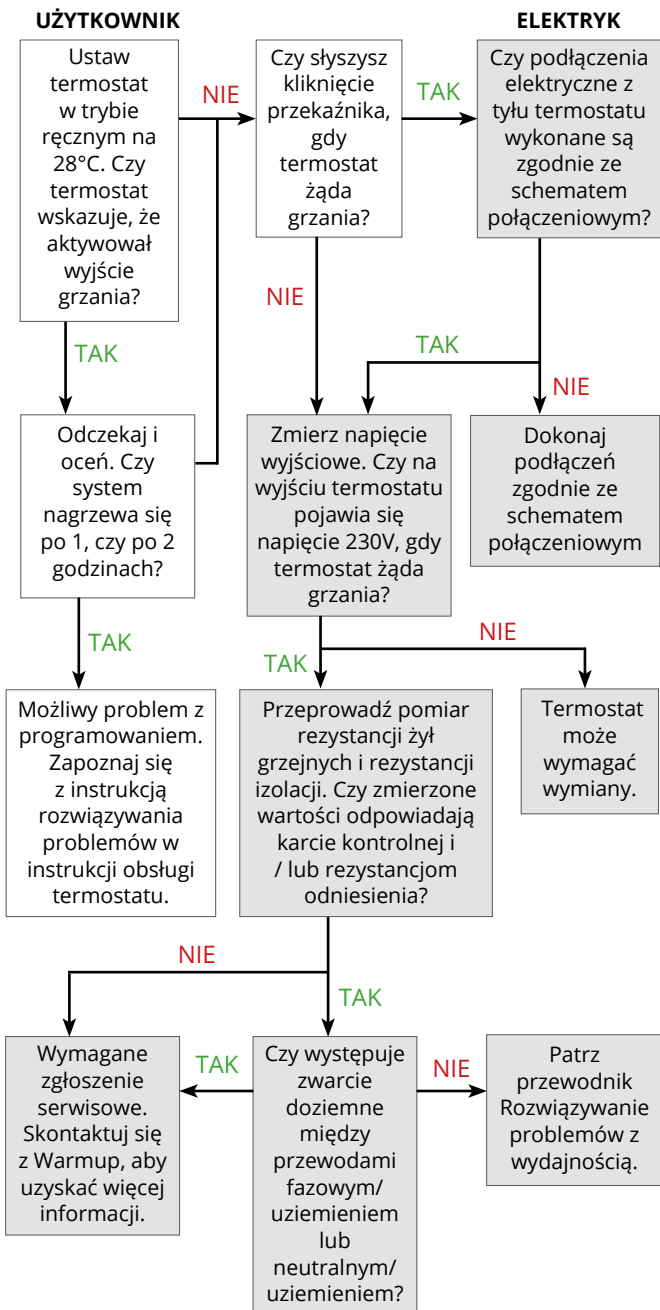 UŻYTKOWNIK
ELEKTRYK
Ustaw
termostat
w trybie
ręcznym na
28°C. Czy
termostat
wskazuje, że
aktywował
wyjście
grzania?
NIE
Czy słyszysz
kliknięcie
przekaźnika,
gdy
termostat
żąda
grzania?
TAK
Czy podłączenia
elektryczne z
tyłu termostatu
wykonane są
zgodnie ze
schematem
połączeniowym?
TAK
NIE
TAK
NIE
Odczekaj i
oceń. Czy
system
nagrzewa się
po 1, czy po 2
godzinach?
Zmierz napięcie
wyjściowe. Czy na
wyjściu termostatu
pojawia się
napięcie 230V, gdy
termostat żąda
grzania?
Dokonaj
podłączeń
zgodnie ze
schematem
połączeniowym
TAK
TAK
NIE
Możliwy problem z
programowaniem.
Zapoznaj się
z instrukcją
rozwiązywania
problemów w
instrukcji obsługi
termostatu.
Przeprowadź pomiar
rezystancji żył
grzejnych i rezystancji
izolacji. Czy zmierzone
wartości odpowiadają
karcie kontrolnej i
/ lub rezystancjom
odniesienia?
Termostat
może
wymagać
wymiany.
NIE
TAK
Wymagane
zgłoszenie
serwisowe.
Skontaktuj się
z Warmup, aby
uzyskać więcej
informacji.
TAK
Czy występuje
zwarcie
doziemne
między
przewodami
fazowym/
uziemieniem
lub
neutralnym/
uziemieniem?
NIE
Patrz
przewodnik
Rozwiązywanie
problemów z
wydajnością.